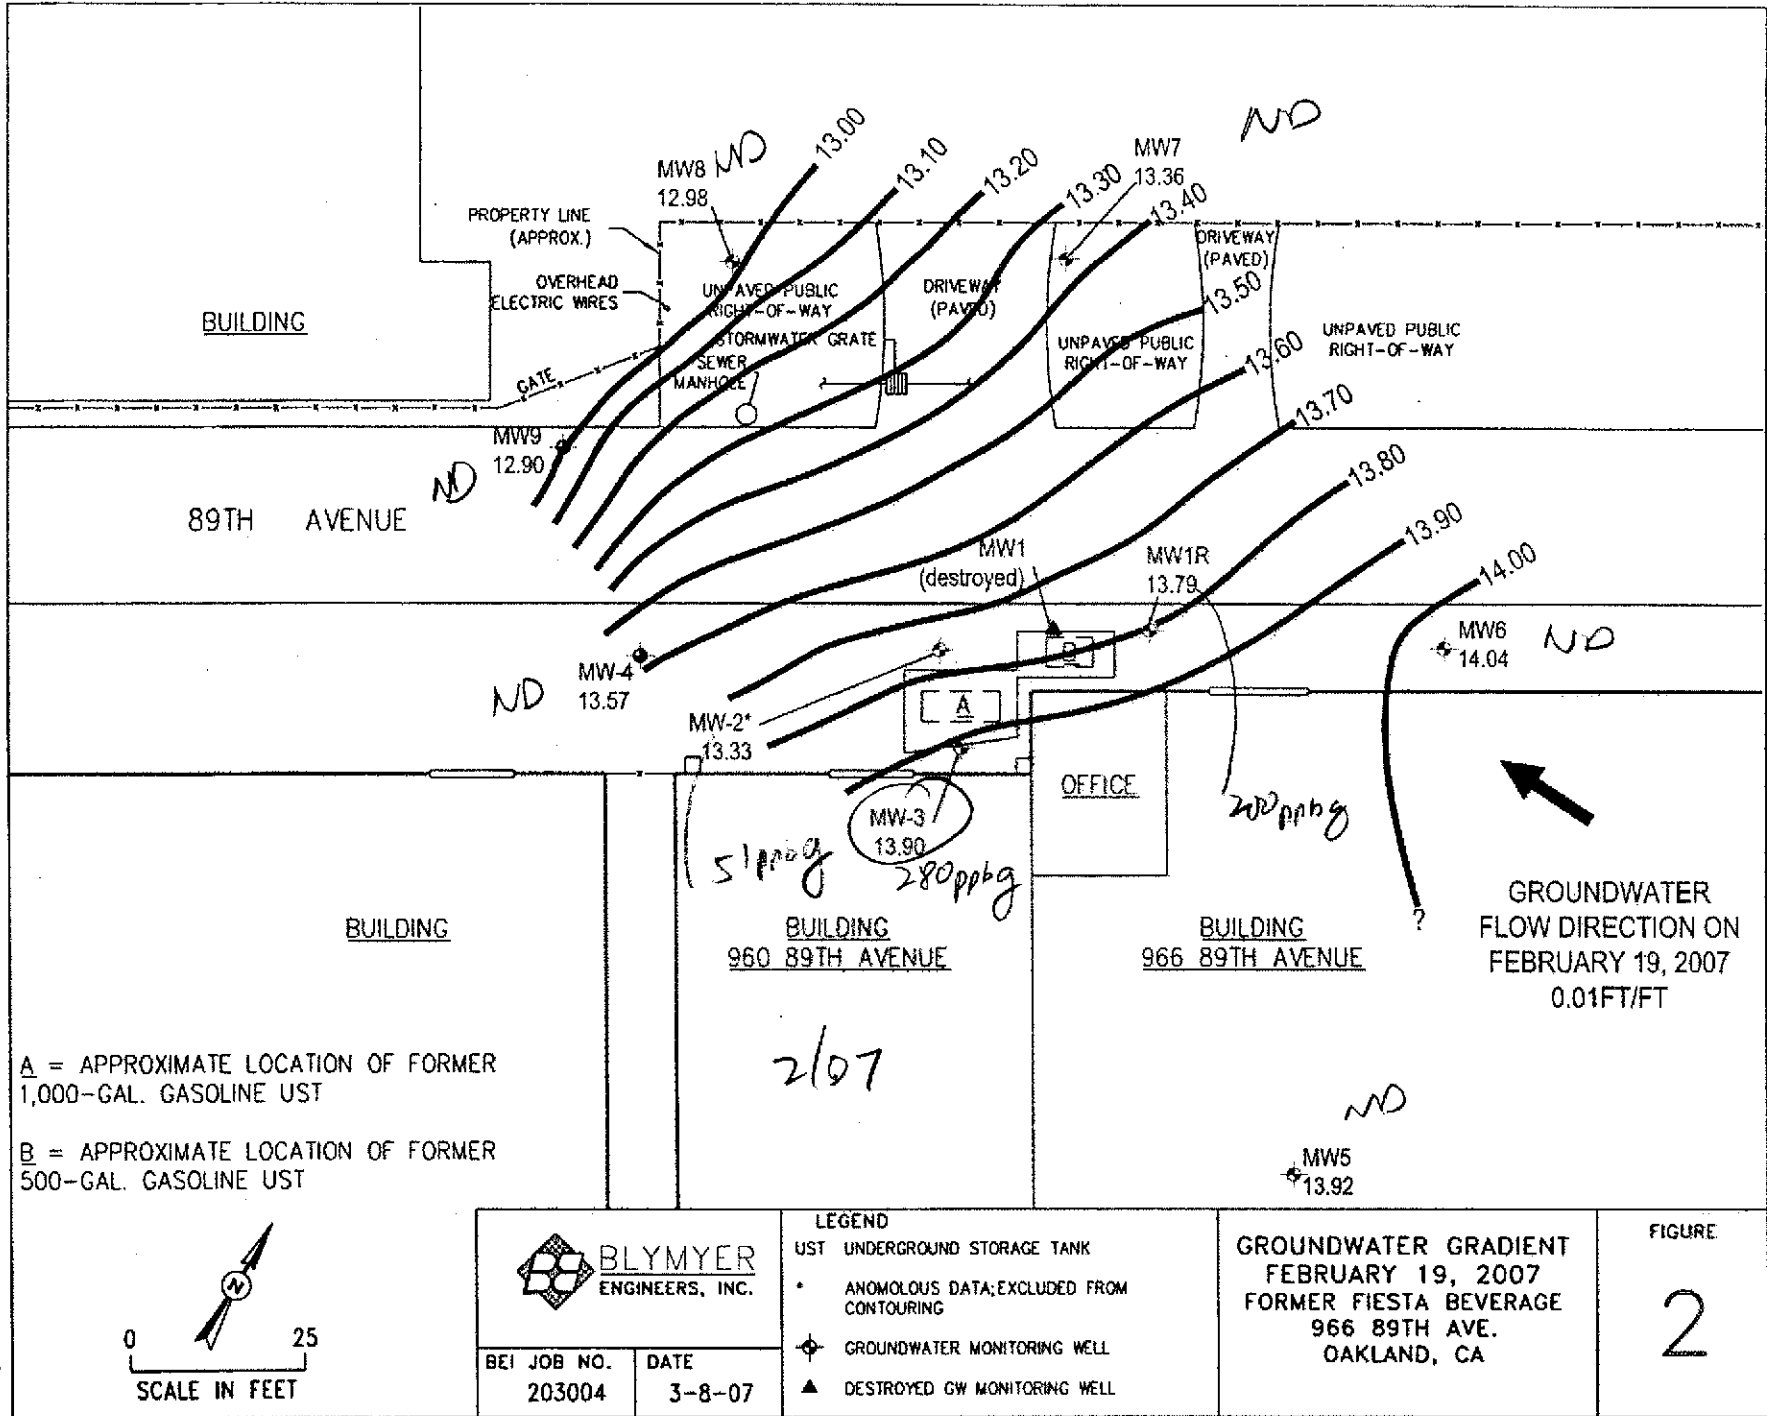 ND
13.00
MW8 ND
12.98
13.10
13.20
13.30
MW7
13.36
13.40
PROPERTY LINE
(APPROX.)
OVERHEAD
ELECTRIC WIRES
UNPAVED PUBLIC
RIGHT-OF-WAY
DRIVEWAY
(PAVED)
DRIVEWAY
(PAVED)
13.50
BUILDING
STORMWATER GRATE
SEWER
MANHOLE
UNPAVED PUBLIC
RIGHT-OF-WAY
13.60
UNPAVED PUBLIC
RIGHT-OF-WAY
GATE
13.70
MW9
12.90
ND
13.80
89TH AVENUE
13.90
MW1
(destroyed)
MW1R
13.79
14.00
B
MW6
14.04
ND
MW-4
13.57
ND
A
MW-2*
13.33
OFFICE
MW-3
13.90
51ppbg
280ppbg
200ppbg
BUILDING
BUILDING
960 89TH AVENUE
BUILDING
966 89TH AVENUE
?
GROUNDWATER
FLOW DIRECTION ON
FEBRUARY 19, 2007
0.01FT/FT
2/07
A = APPROXIMATE LOCATION OF FORMER
1,000-GAL. GASOLINE UST
B = APPROXIMATE LOCATION OF FORMER
500-GAL. GASOLINE UST
ND
MW5
13.92
N
0 25
SCALE IN FEET
BLYMYER
ENGINEERS, INC.
BEI JOB NO.
203004
DATE
3-8-07
LEGEND
UST UNDERGROUND STORAGE TANK
* ANOMOLOUS DATA;EXCLUDED FROM
CONTOURING
GROUNDWATER MONITORING WELL
DESTROYED GW MONITORING WELL
GROUNDWATER GRADIENT
FEBRUARY 19, 2007
FORMER FIESTA BEVERAGE
966 89TH AVE.
OAKLAND, CA
FIGURE
2